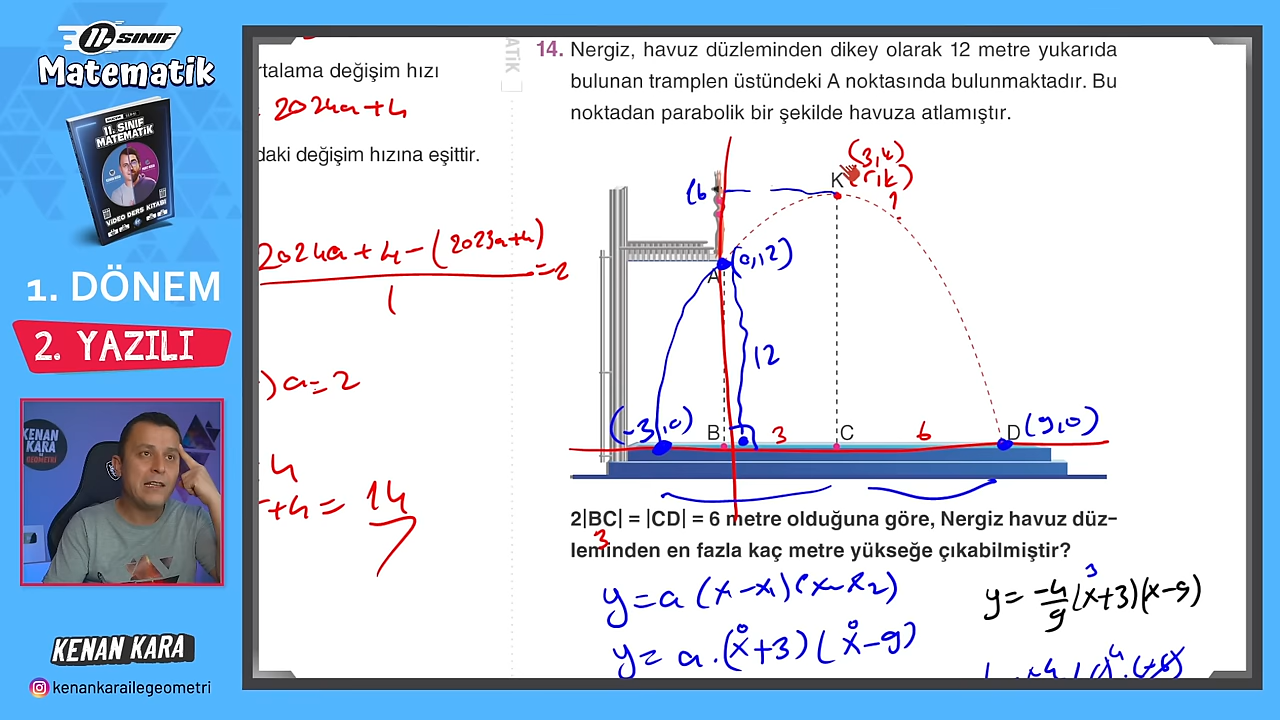 11. SINIF
Matematik
11. SINIF
MATEMATİK
VİDEO DERS KİTABI
1. DÖNEM
2. YAZILI
KENAN
KARA
GEOMETRİ
KENAN KARA
kenankarailegeometri
rtalama değişim hızı
2024a+4
daki değişim hızına eşittir.
2024a+4-(2023a+4)
=2
1
) a=2
4
+4= 14
ATİK
14. Nergiz, havuz düzleminden dikey olarak 12 metre yukarıda
bulunan tramplen üstündeki A noktasında bulunmaktadır. Bu
noktadan parabolik bir şekilde havuza atlamıştır.
(3,k)
K (r,k)
?
16
A (0,12)
12
(-3,0) B 3 C 6 D (9,0)
2|BC| = |CD| = 6 metre olduğuna göre, Nergiz havuz düz-
3
leminden en fazla kaç metre yükseğe çıkabilmiştir?
y=a(x-x1)(x-x2)
y=a.(x+3)(x-9)
y=-4/9(x+3)(x-9)